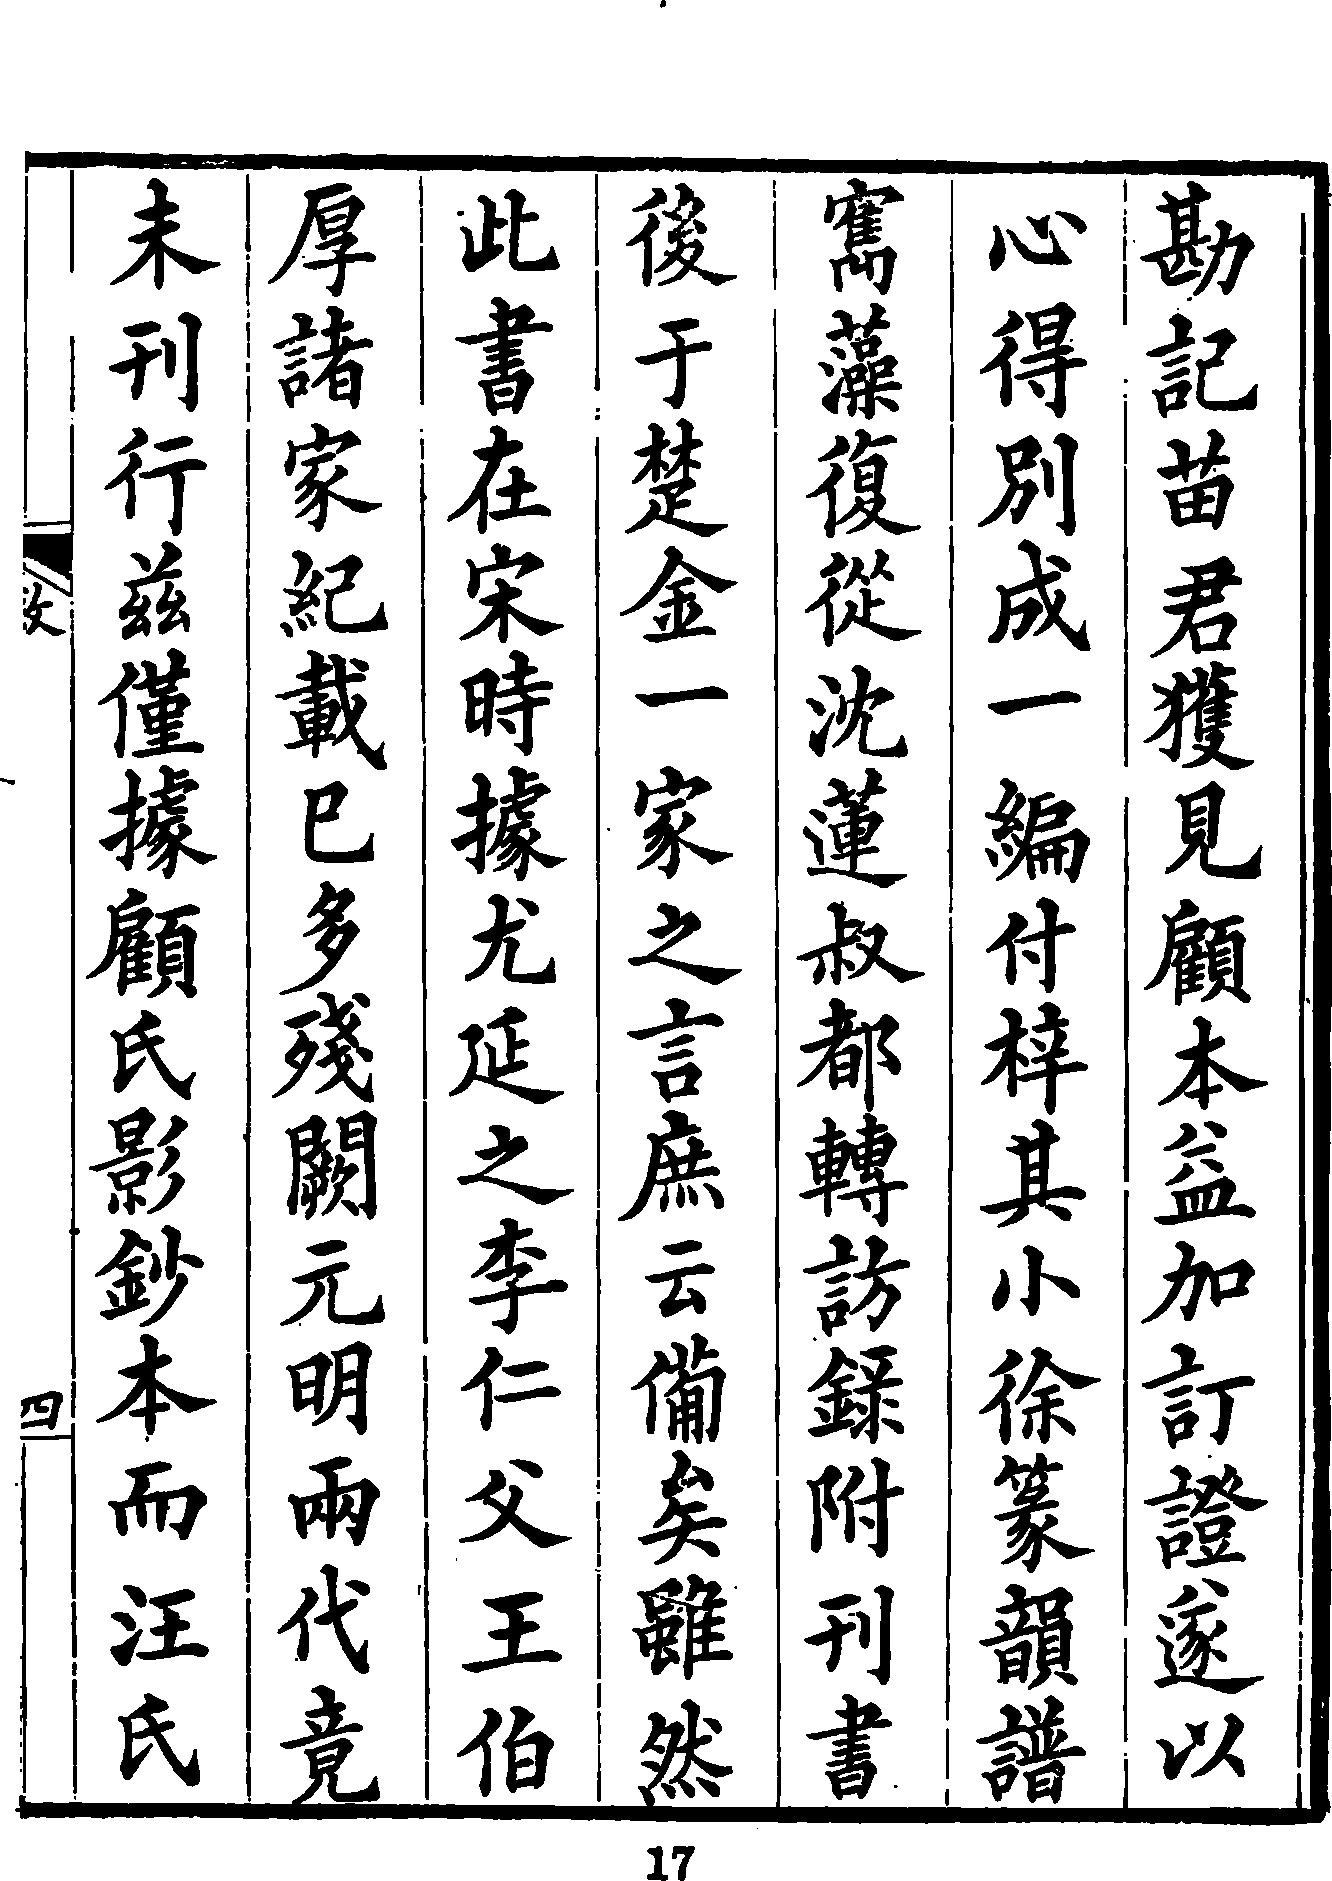 勘記苗君獲見顧本益加訂證遂以
心得別成一編付梓其小徐篆韻譜
寫藻復從沈蓮叔都轉訪錄附刊書
後于楚金一家之言庶云備矣雖然
此書在宋時據尤延之李仁父王伯
厚諸家紀載已多殘闕元明兩代竟
未刊行茲僅據顧氏影鈔本而汪氏
四
17